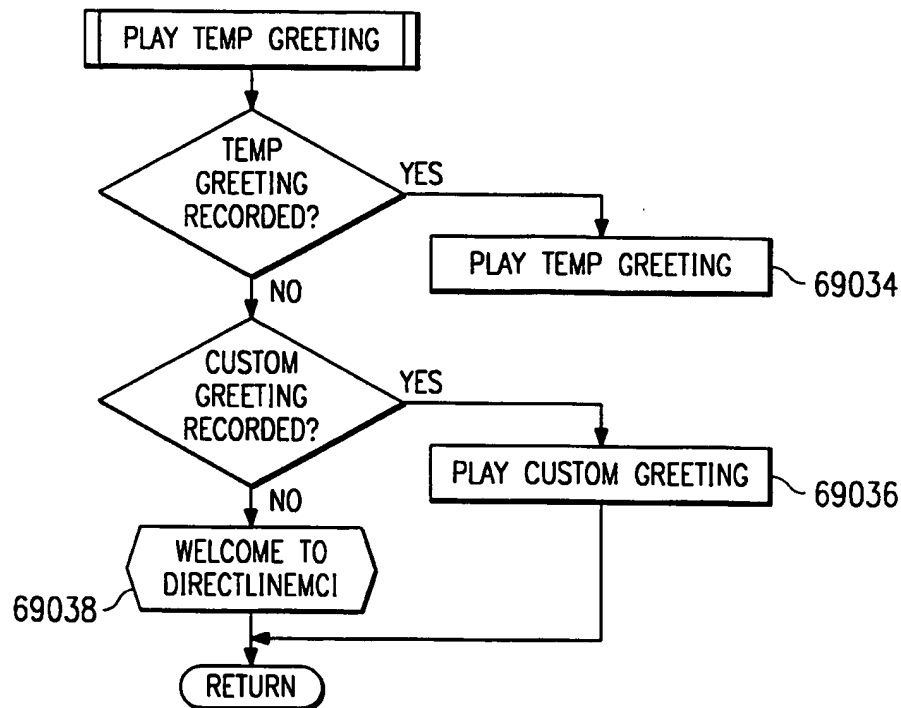 PLAY TEMP GREETING
TEMP
GREETING
RECORDED?
YES
PLAY TEMP GREETING
69034
NO
CUSTOM
GREETING
RECORDED?
YES
PLAY CUSTOM GREETING
69036
NO
WELCOME TO
DIRECTLINEMCI
69038
RETURN